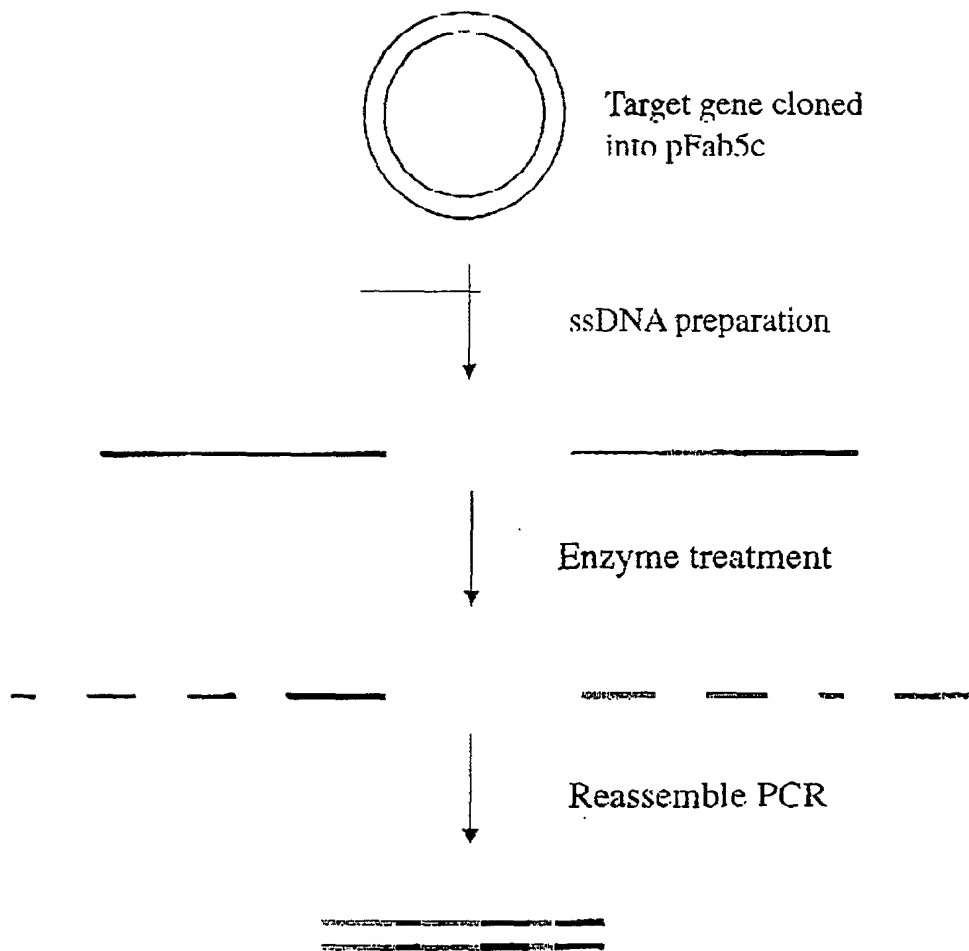 Target gene cloned
into pFab5c
ssDNA preparation
Enzyme treatment
Reassemble PCR